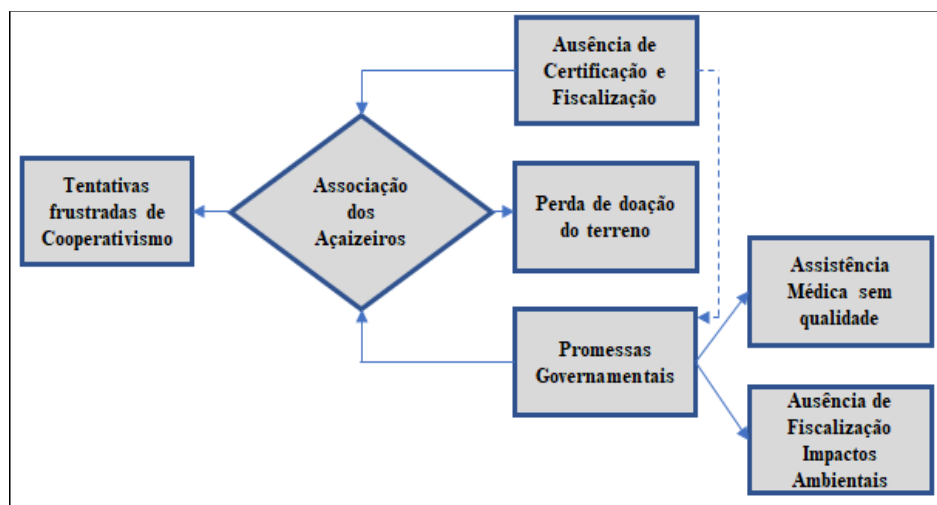 Ausência de
Certificação e
Fiscalização
Tentativas
frustradas de
Cooperativismo
Associação
dos
Açaizeiros
Perda de doação
do terreno
Assistência
Médica sem
qualidade
Promessas
Governamentais
Ausência de
Fiscalização
Impactos
Ambientais